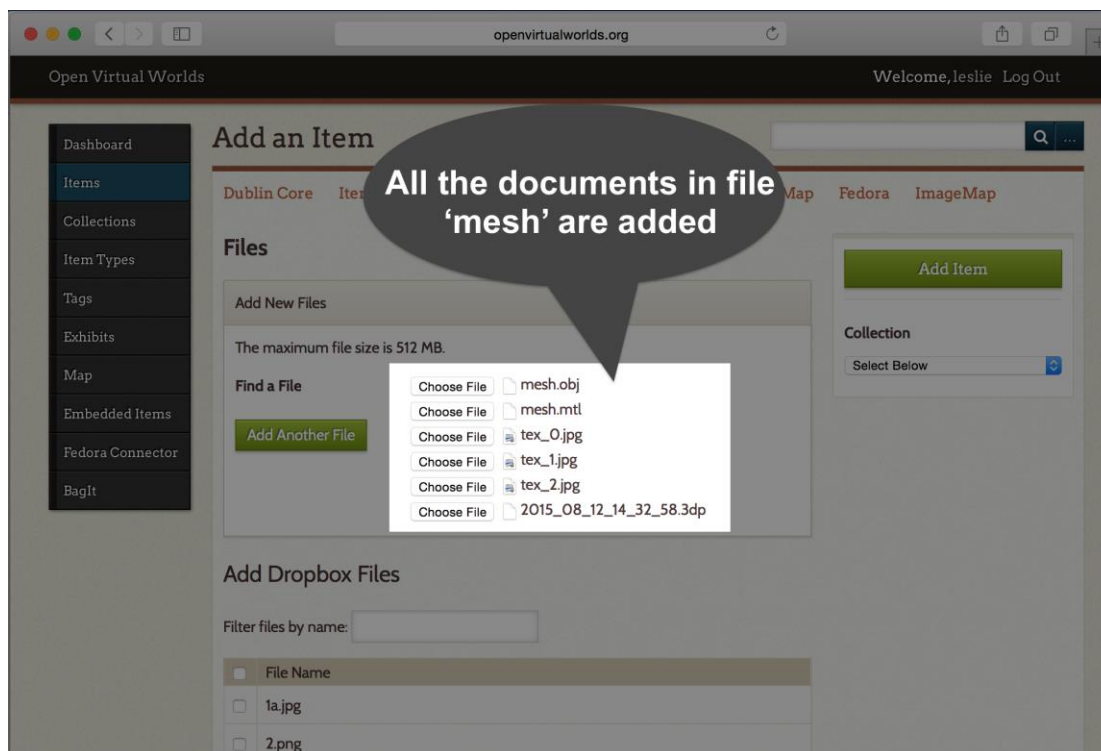 openvirtualworlds.org
Open Virtual Worlds
Welcome, leslie Log Out
Dashboard
Items
Collections
Item Types
Tags
Exhibits
Map
Embedded Items
Fedora Connector
BagIt
Add an Item
...
All the documents in file
‘mesh’ are added
Dublin Core
Map Fedora ImageMap
Files
Add New Files
The maximum file size is 512 MB.
Find a File
Add Another File
Choose File mesh.obj
Choose File mesh.mtl
Choose File tex_0.jpg
Choose File tex_1.jpg
Choose File tex_2.jpg
Choose File 2015_08_12_14_32_58.3dp
Add Item
Collection
Select Below
Add Dropbox Files
Filter files by name:
File Name
1a.jpg
2.png